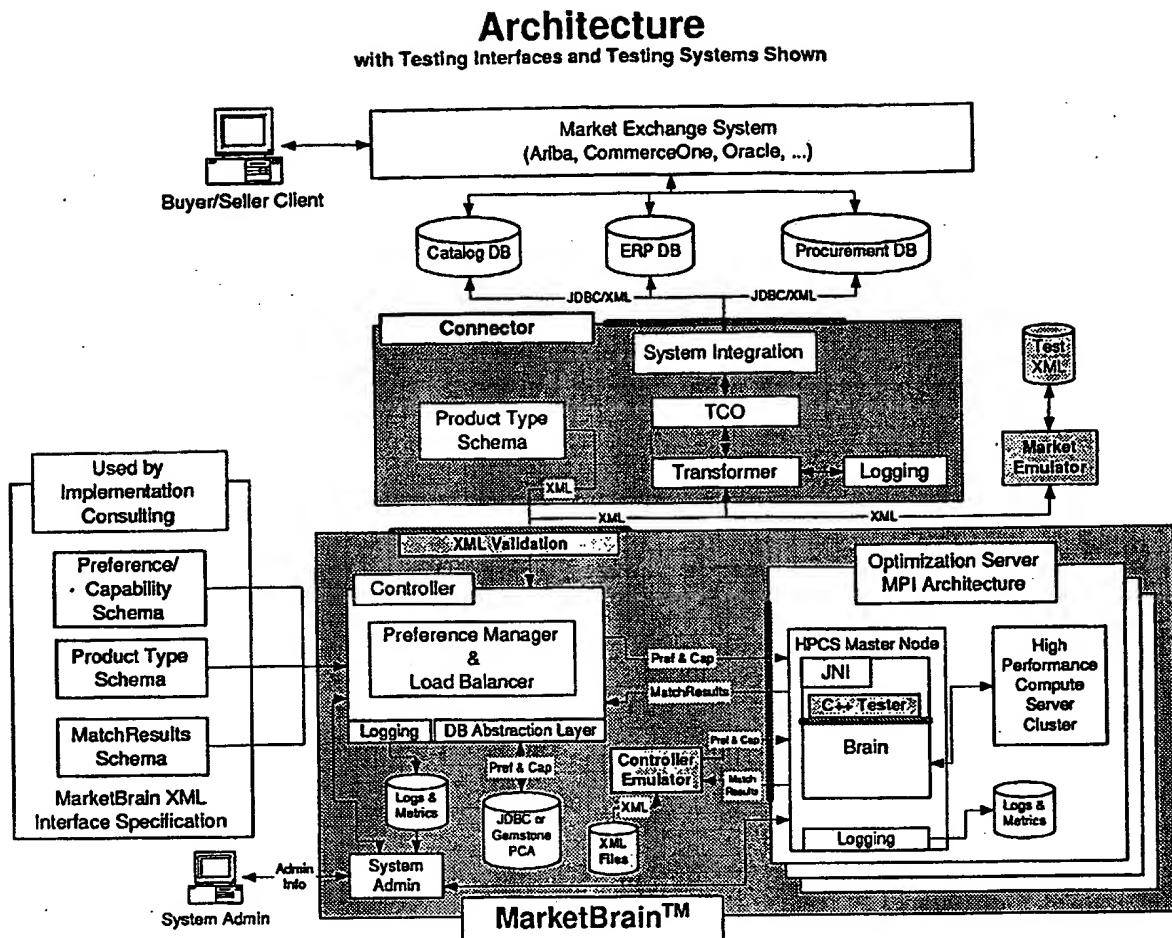 Architecture
with Testing Interfaces and Testing Systems Shown
Market Exchange System
(Ariba, CommerceOne, Oracle, ...)
Buyer/Seller Client
Catalog DB
ERP DB
Procurement DB
JDBC/XML
JDBC/XML
Connector
System Integration
Test
XML
Product Type
Schema
TCO
Transformer
Logging
Market
Emulator
XML
XML
XML
Used by
Implementation
Consulting
Preference/
Capability
Schema
Product Type
Schema
MatchResults
Schema
MarketBrain XML
Interface Specification
XML Validation
Controller
Preference Manager
&
Load Balancer
Logging
DB Abstraction Layer
Pref & Cap
MatchResults
Pref & Cap
Logs &
Metrics
JDBC or
Gemstone
PCA
Controller
Emulator
XML
XML
Files
Pref & Cap
Match
Results
Optimization Server
MPI Architecture
HPCS Master Node
JNI
C++ Tester
Brain
Logging
High
Performance
Compute
Server
Cluster
Logs &
Metrics
System
Admin
Admin
Info
System Admin
MarketBrain™